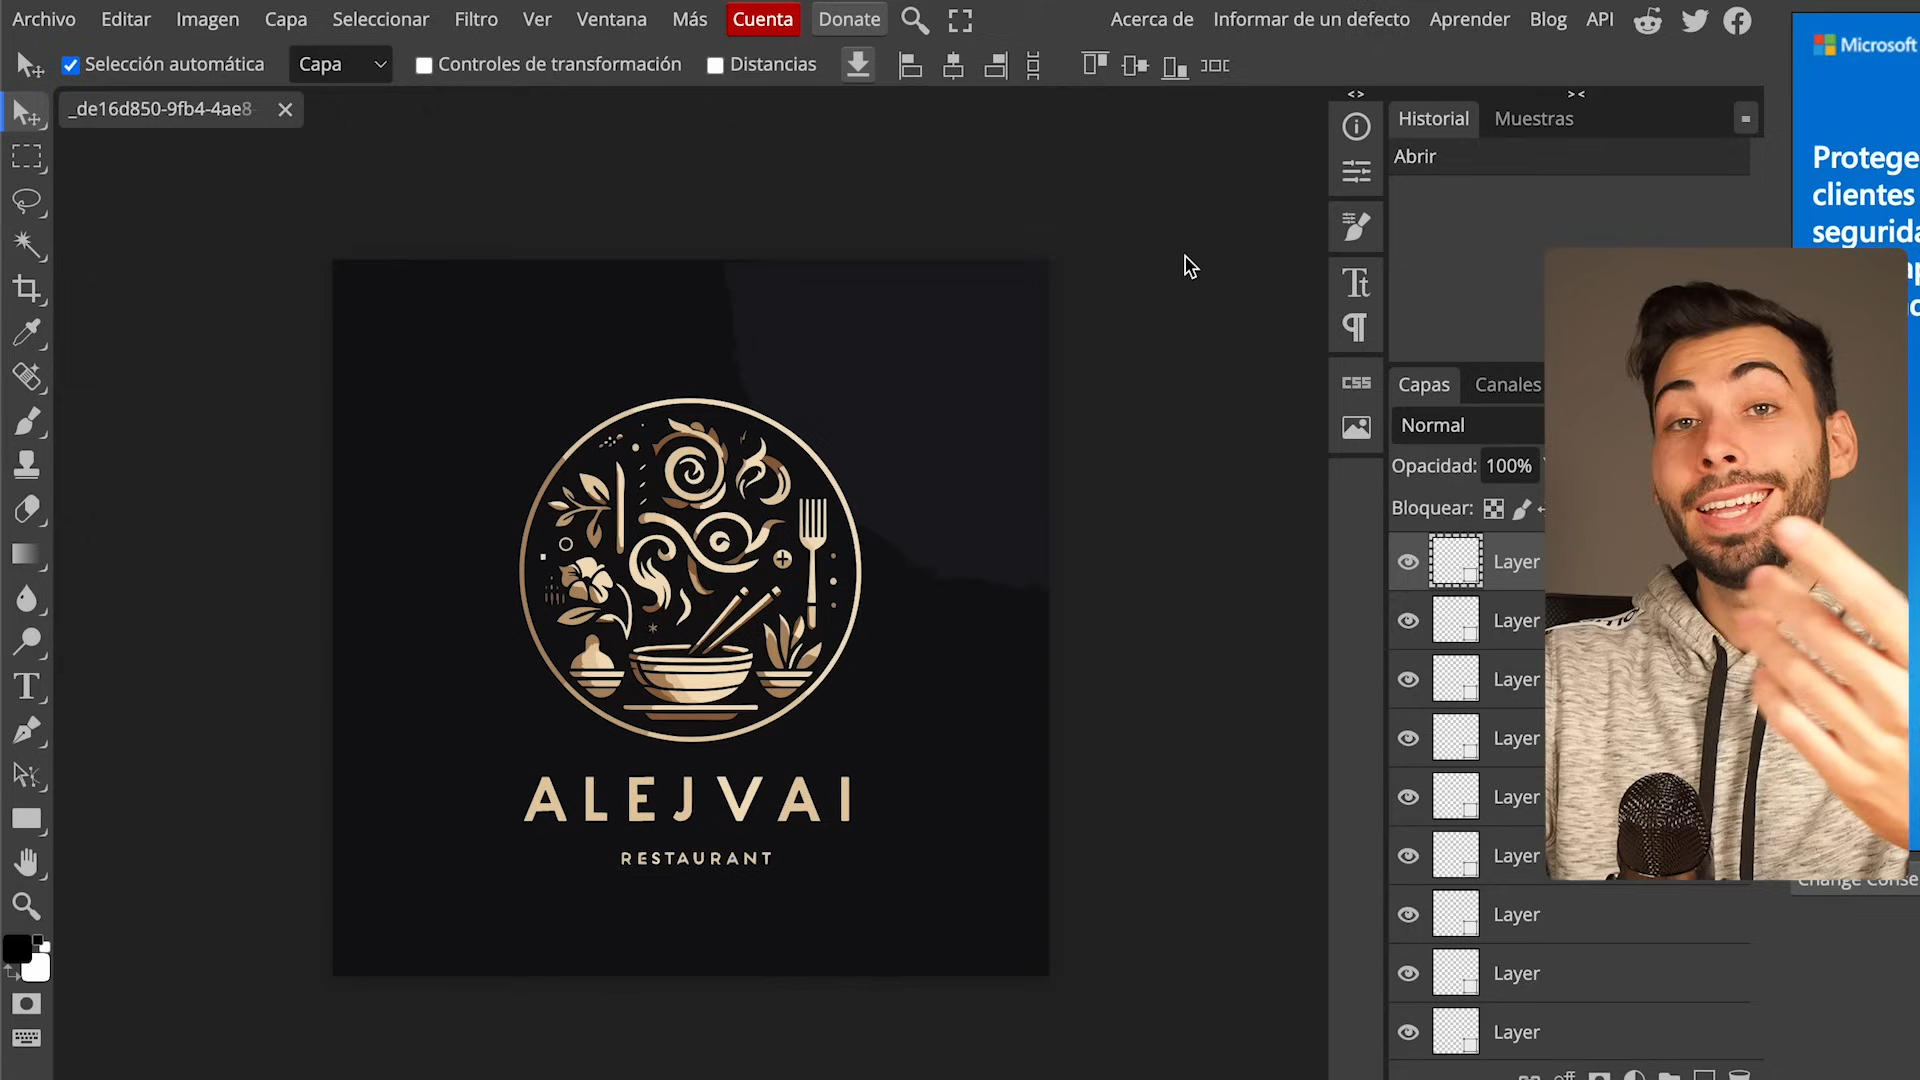 Archivo Editar Imagen Capa Seleccionar Filtro Ver Ventana Más Cuenta Donate Acerca de Informar de un defecto Aprender Blog API
Microsoft
Selección automática Capa Controles de transformación Distancias
_de16d850-9fb4-4ae8-
Historial Muestras
Abrir
Protege
clientes
Tt
CSS
Capas Canales
Normal
Opacidad: 100%
Bloquear:
Layer
Layer
Layer
Layer
Layer
Layer
Layer
Layer
Layer
ALEJVAI
RESTAURANT
T